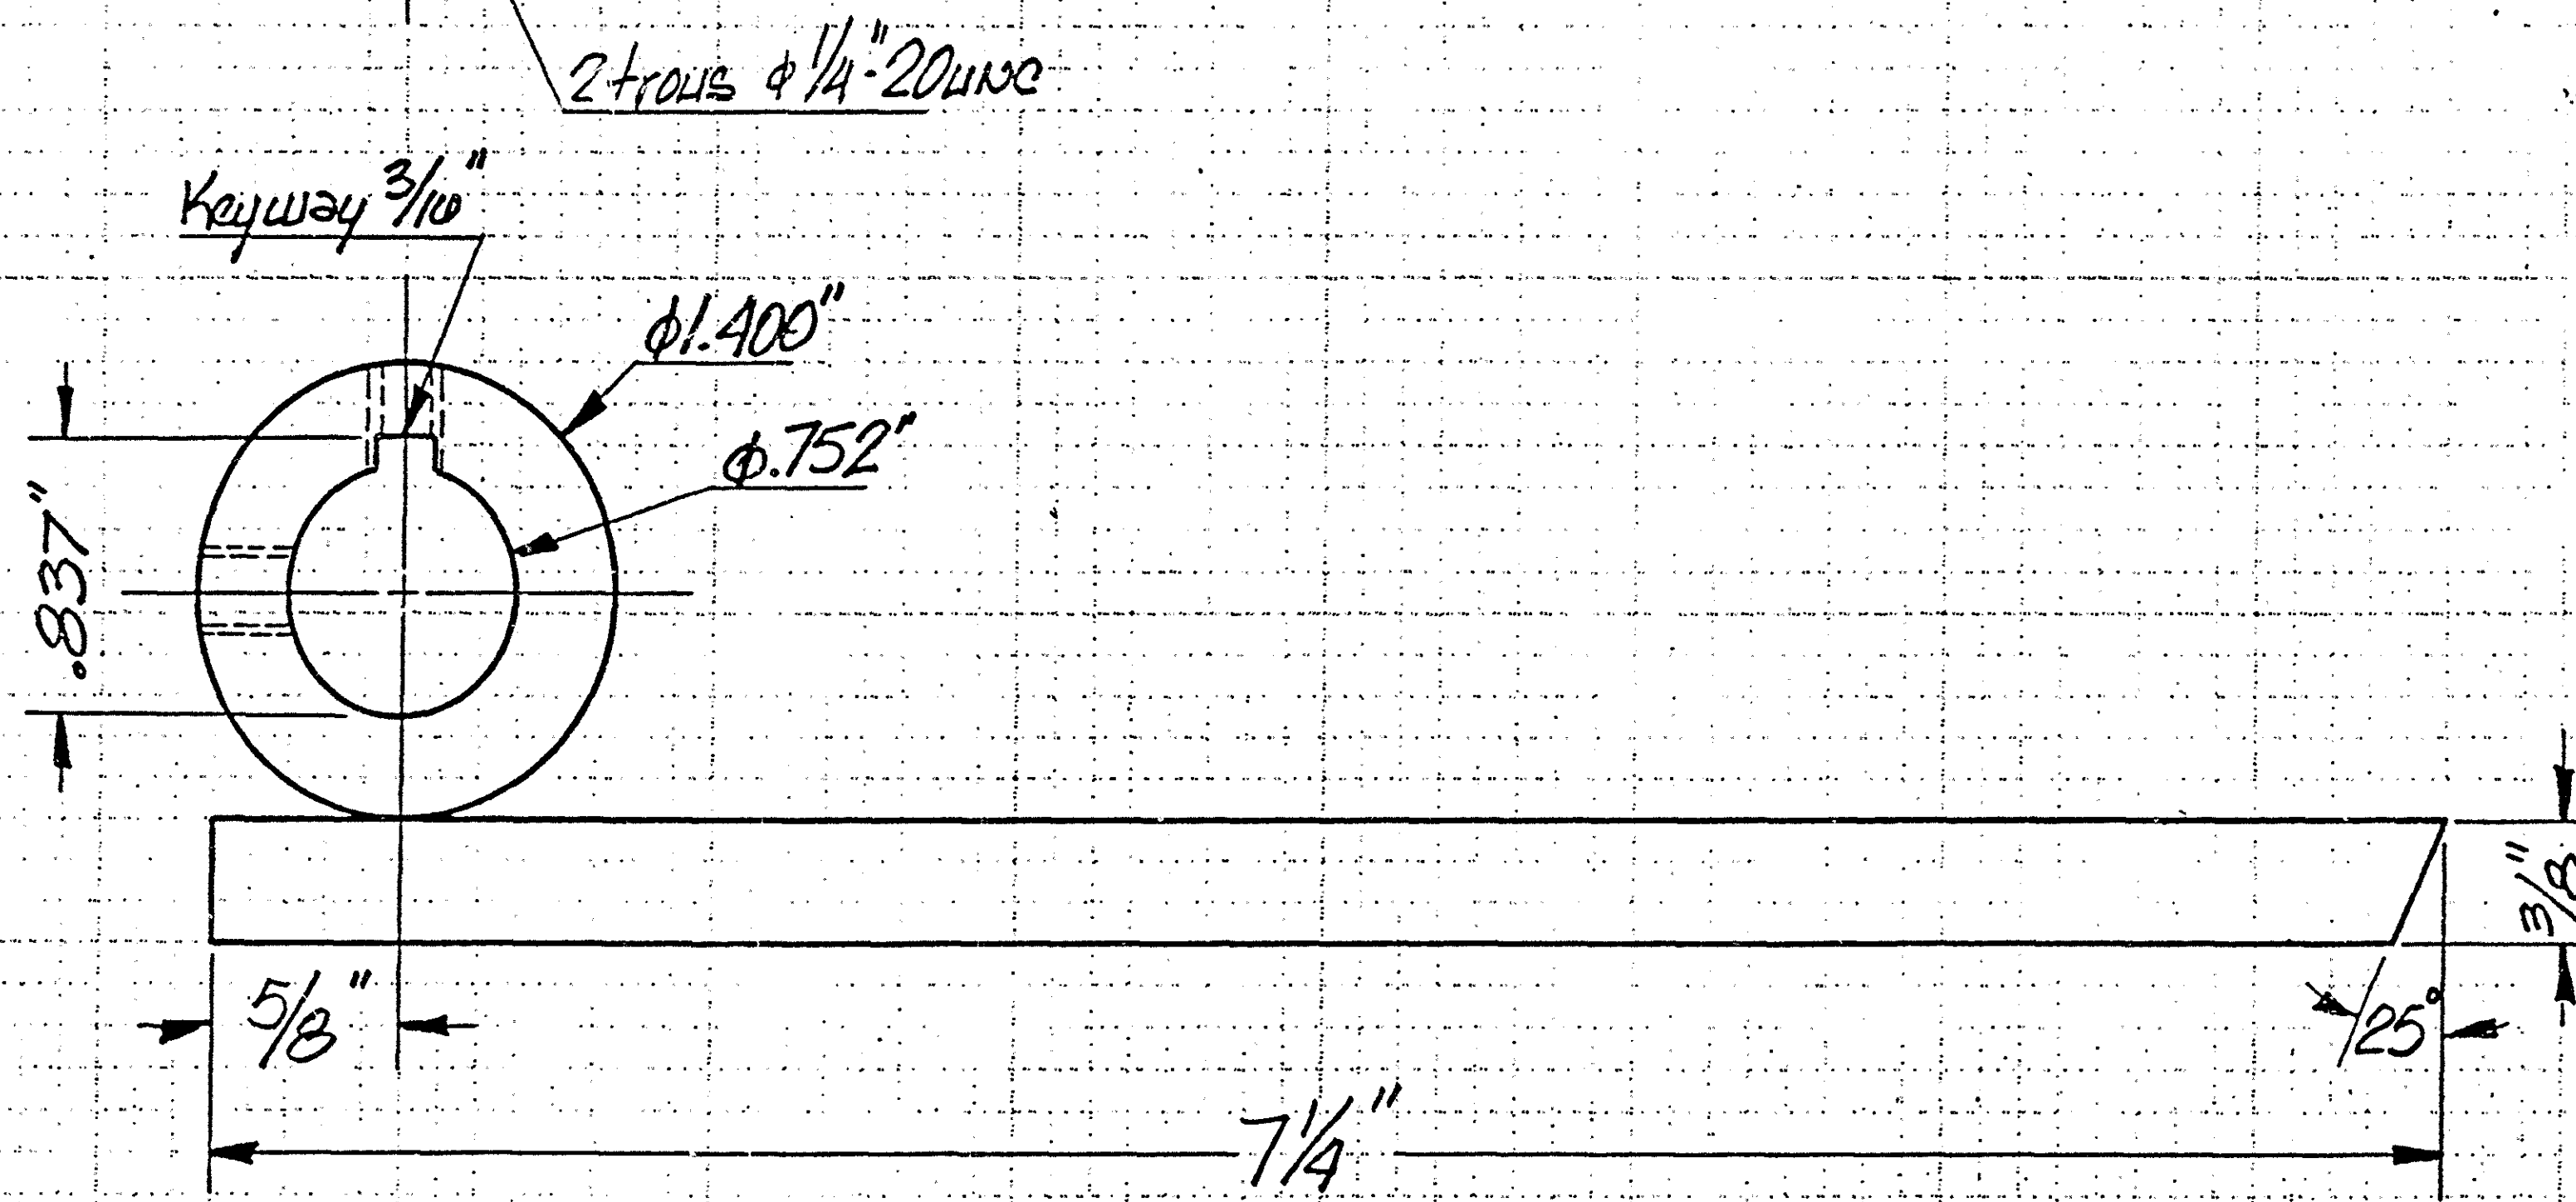 2 trous ϕ 1/4"-20UNC
Keyway 3/16"
ϕ1.400"
ϕ.752"
.837"
3/8"
5/8"
25°
7 1/4"